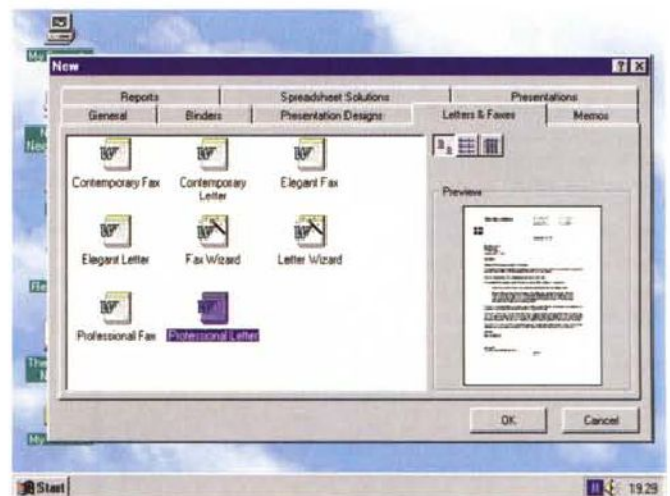 New
Reports Spreadsheet Solutions Presentations
General Binders Presentation Designs Letters & Faxes Memos
Contemporary Fax Contemporary Letter Elegant Fax
Preview
Elegant Letter Fax Wizard Letter Wizard
Professional Fax Professional Letter
OK Cancel
Start 19.29